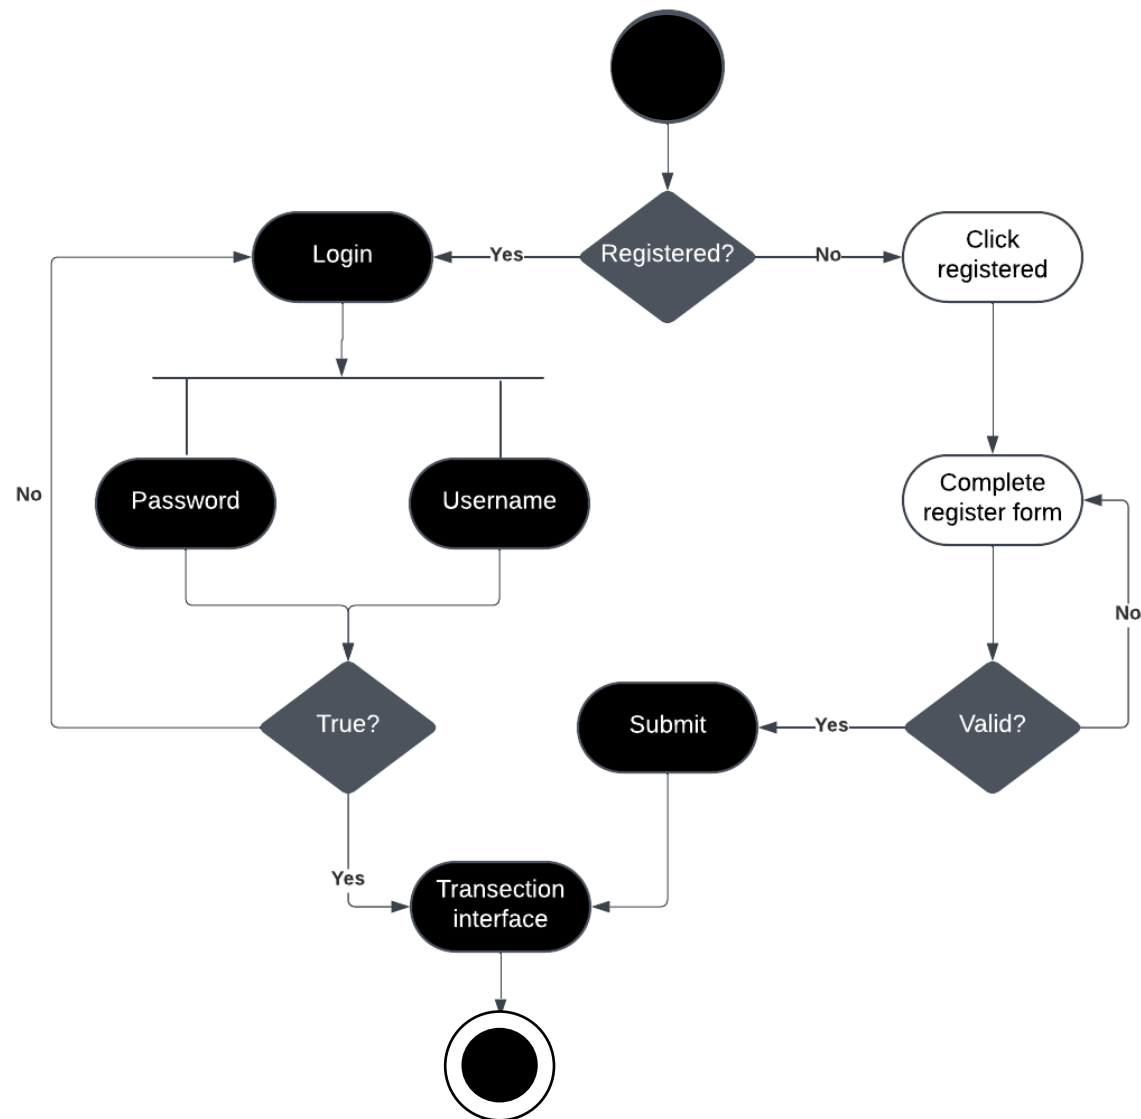 Login
Yes
Registered?
No
Click
registered
No
Password
Username
Complete
register form
No
True?
Submit
Yes
Valid?
Yes
Transection
interface